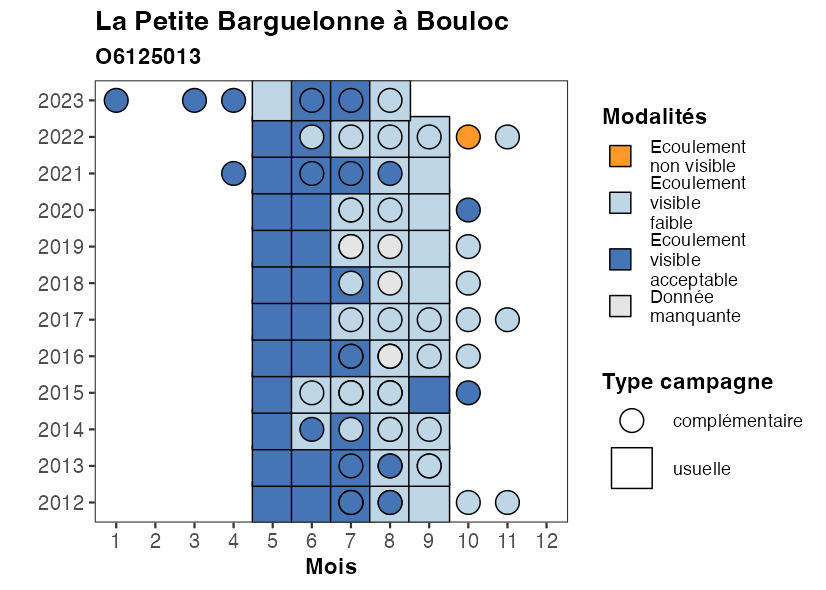 La Petite Barguelonne à Bouloc
O6125013
2023
2022
2021
2020
2019
2018
2017
2016
2015
2014
2013
2012
1 2 3 4 5 6 7 8 9 10 11 12
Mois
Modalités
Ecoulement
non visible
Ecoulement
visible
faible
Ecoulement
visible
acceptable
Donnée
manquante
Type campagne
complémentaire
usuelle